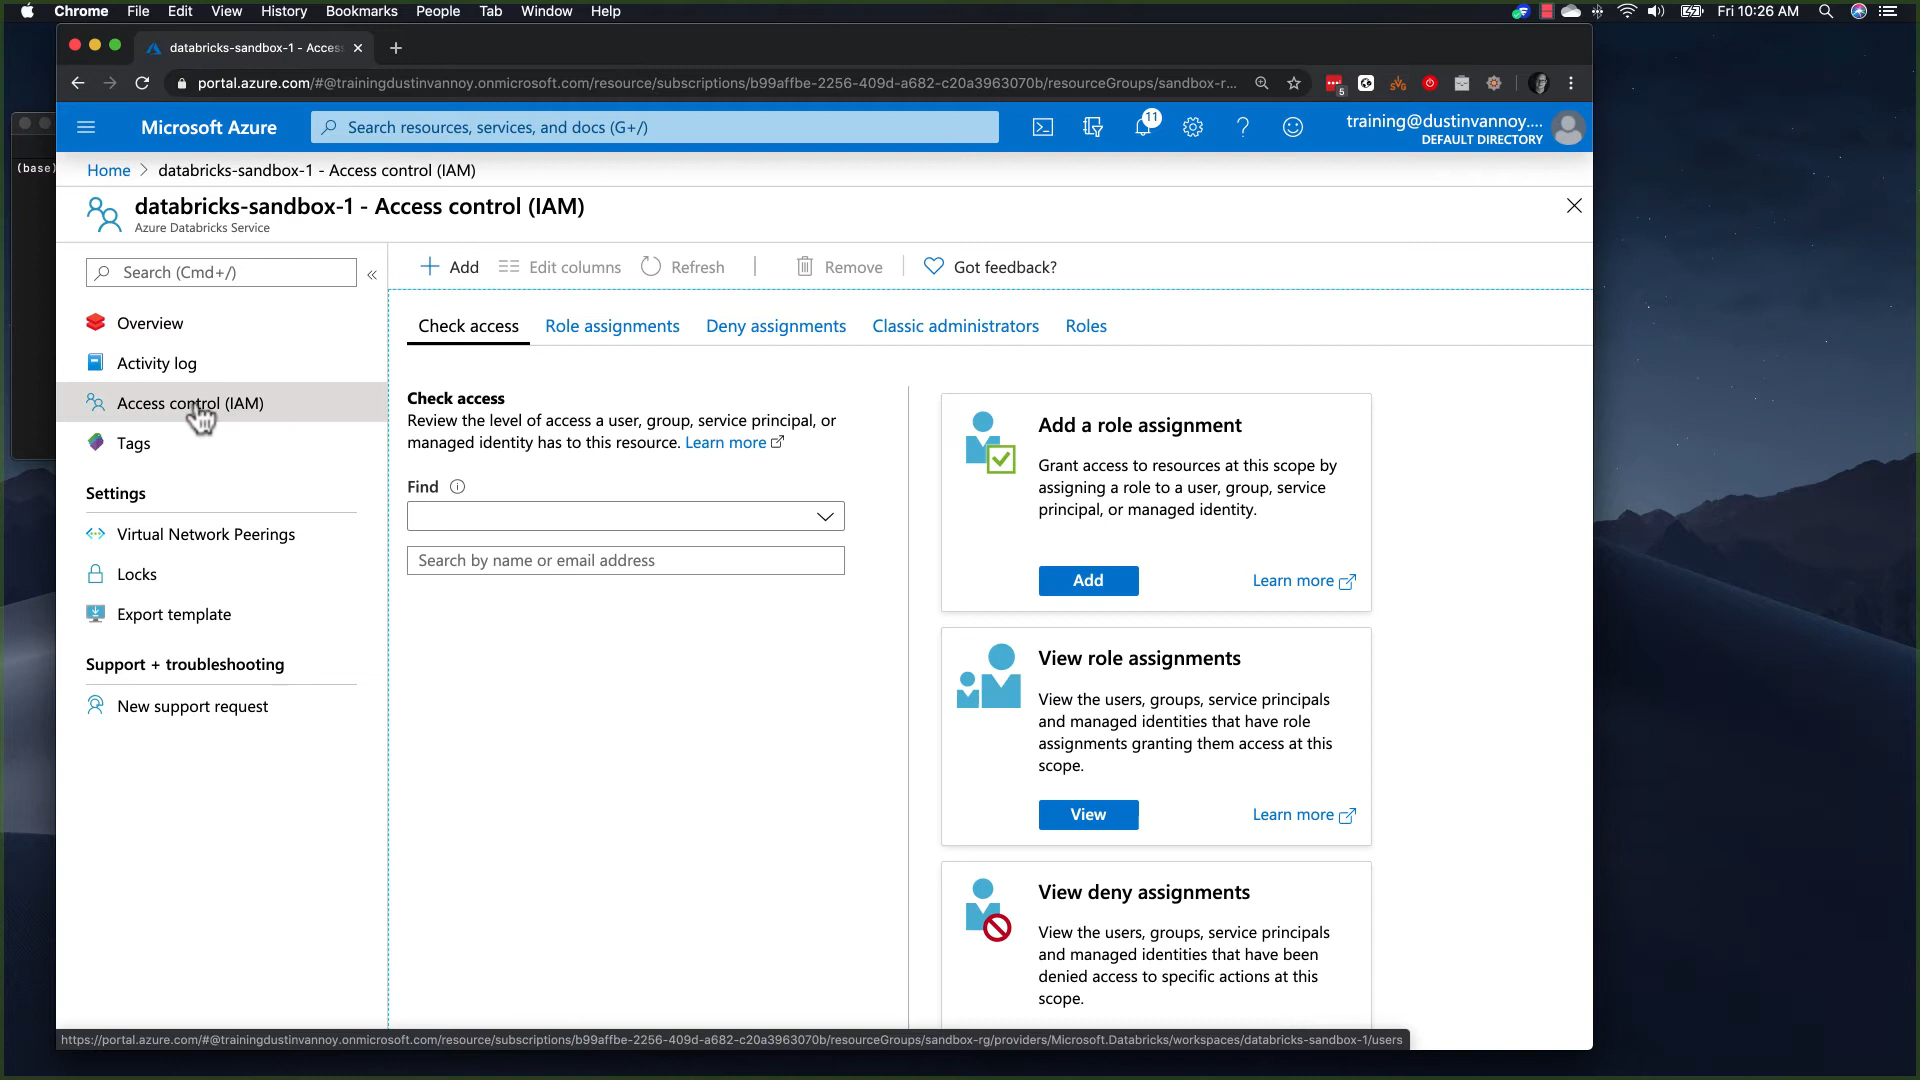 Chrome File Edit View History Bookmarks People Tab Window Help
Fri 10:26 AM
databricks-sandbox-1 - Acces
portal.azure.com/#@trainingdustinvannoy.onmicrosoft.com/resource/subscriptions/b99affbe-2256-409d-a682-c20a3963070b/resourceGroups/sandbox-r...
5
Microsoft Azure
Search resources, services, and docs (G+/)
11
training@dustinvannoy....
DEFAULT DIRECTORY
(base)
Home > databricks-sandbox-1 - Access control (IAM)
databricks-sandbox-1 - Access control (IAM)
Azure Databricks Service
Search (Cmd+/)
«
Overview
Activity log
Access control (IAM)
Tags
Settings
Virtual Network Peerings
Locks
Export template
Support + troubleshooting
New support request
Add Edit columns Refresh Remove Got feedback?
Check access Role assignments Deny assignments Classic administrators Roles
Check access
Review the level of access a user, group, service principal, or
managed identity has to this resource. Learn more
Find
Search by name or email address
Add a role assignment
Grant access to resources at this scope by
assigning a role to a user, group, service
principal, or managed identity.
Add Learn more
View role assignments
View the users, groups, service principals
and managed identities that have role
assignments granting them access at this
scope.
View Learn more
View deny assignments
View the users, groups, service principals
and managed identities that have been
denied access to specific actions at this
scope.
https://portal.azure.com/#@trainingdustinvannoy.onmicrosoft.com/resource/subscriptions/b99affbe-2256-409d-a682-c20a3963070b/resourceGroups/sandbox-rg/providers/Microsoft.Databricks/workspaces/databricks-sandbox-1/users